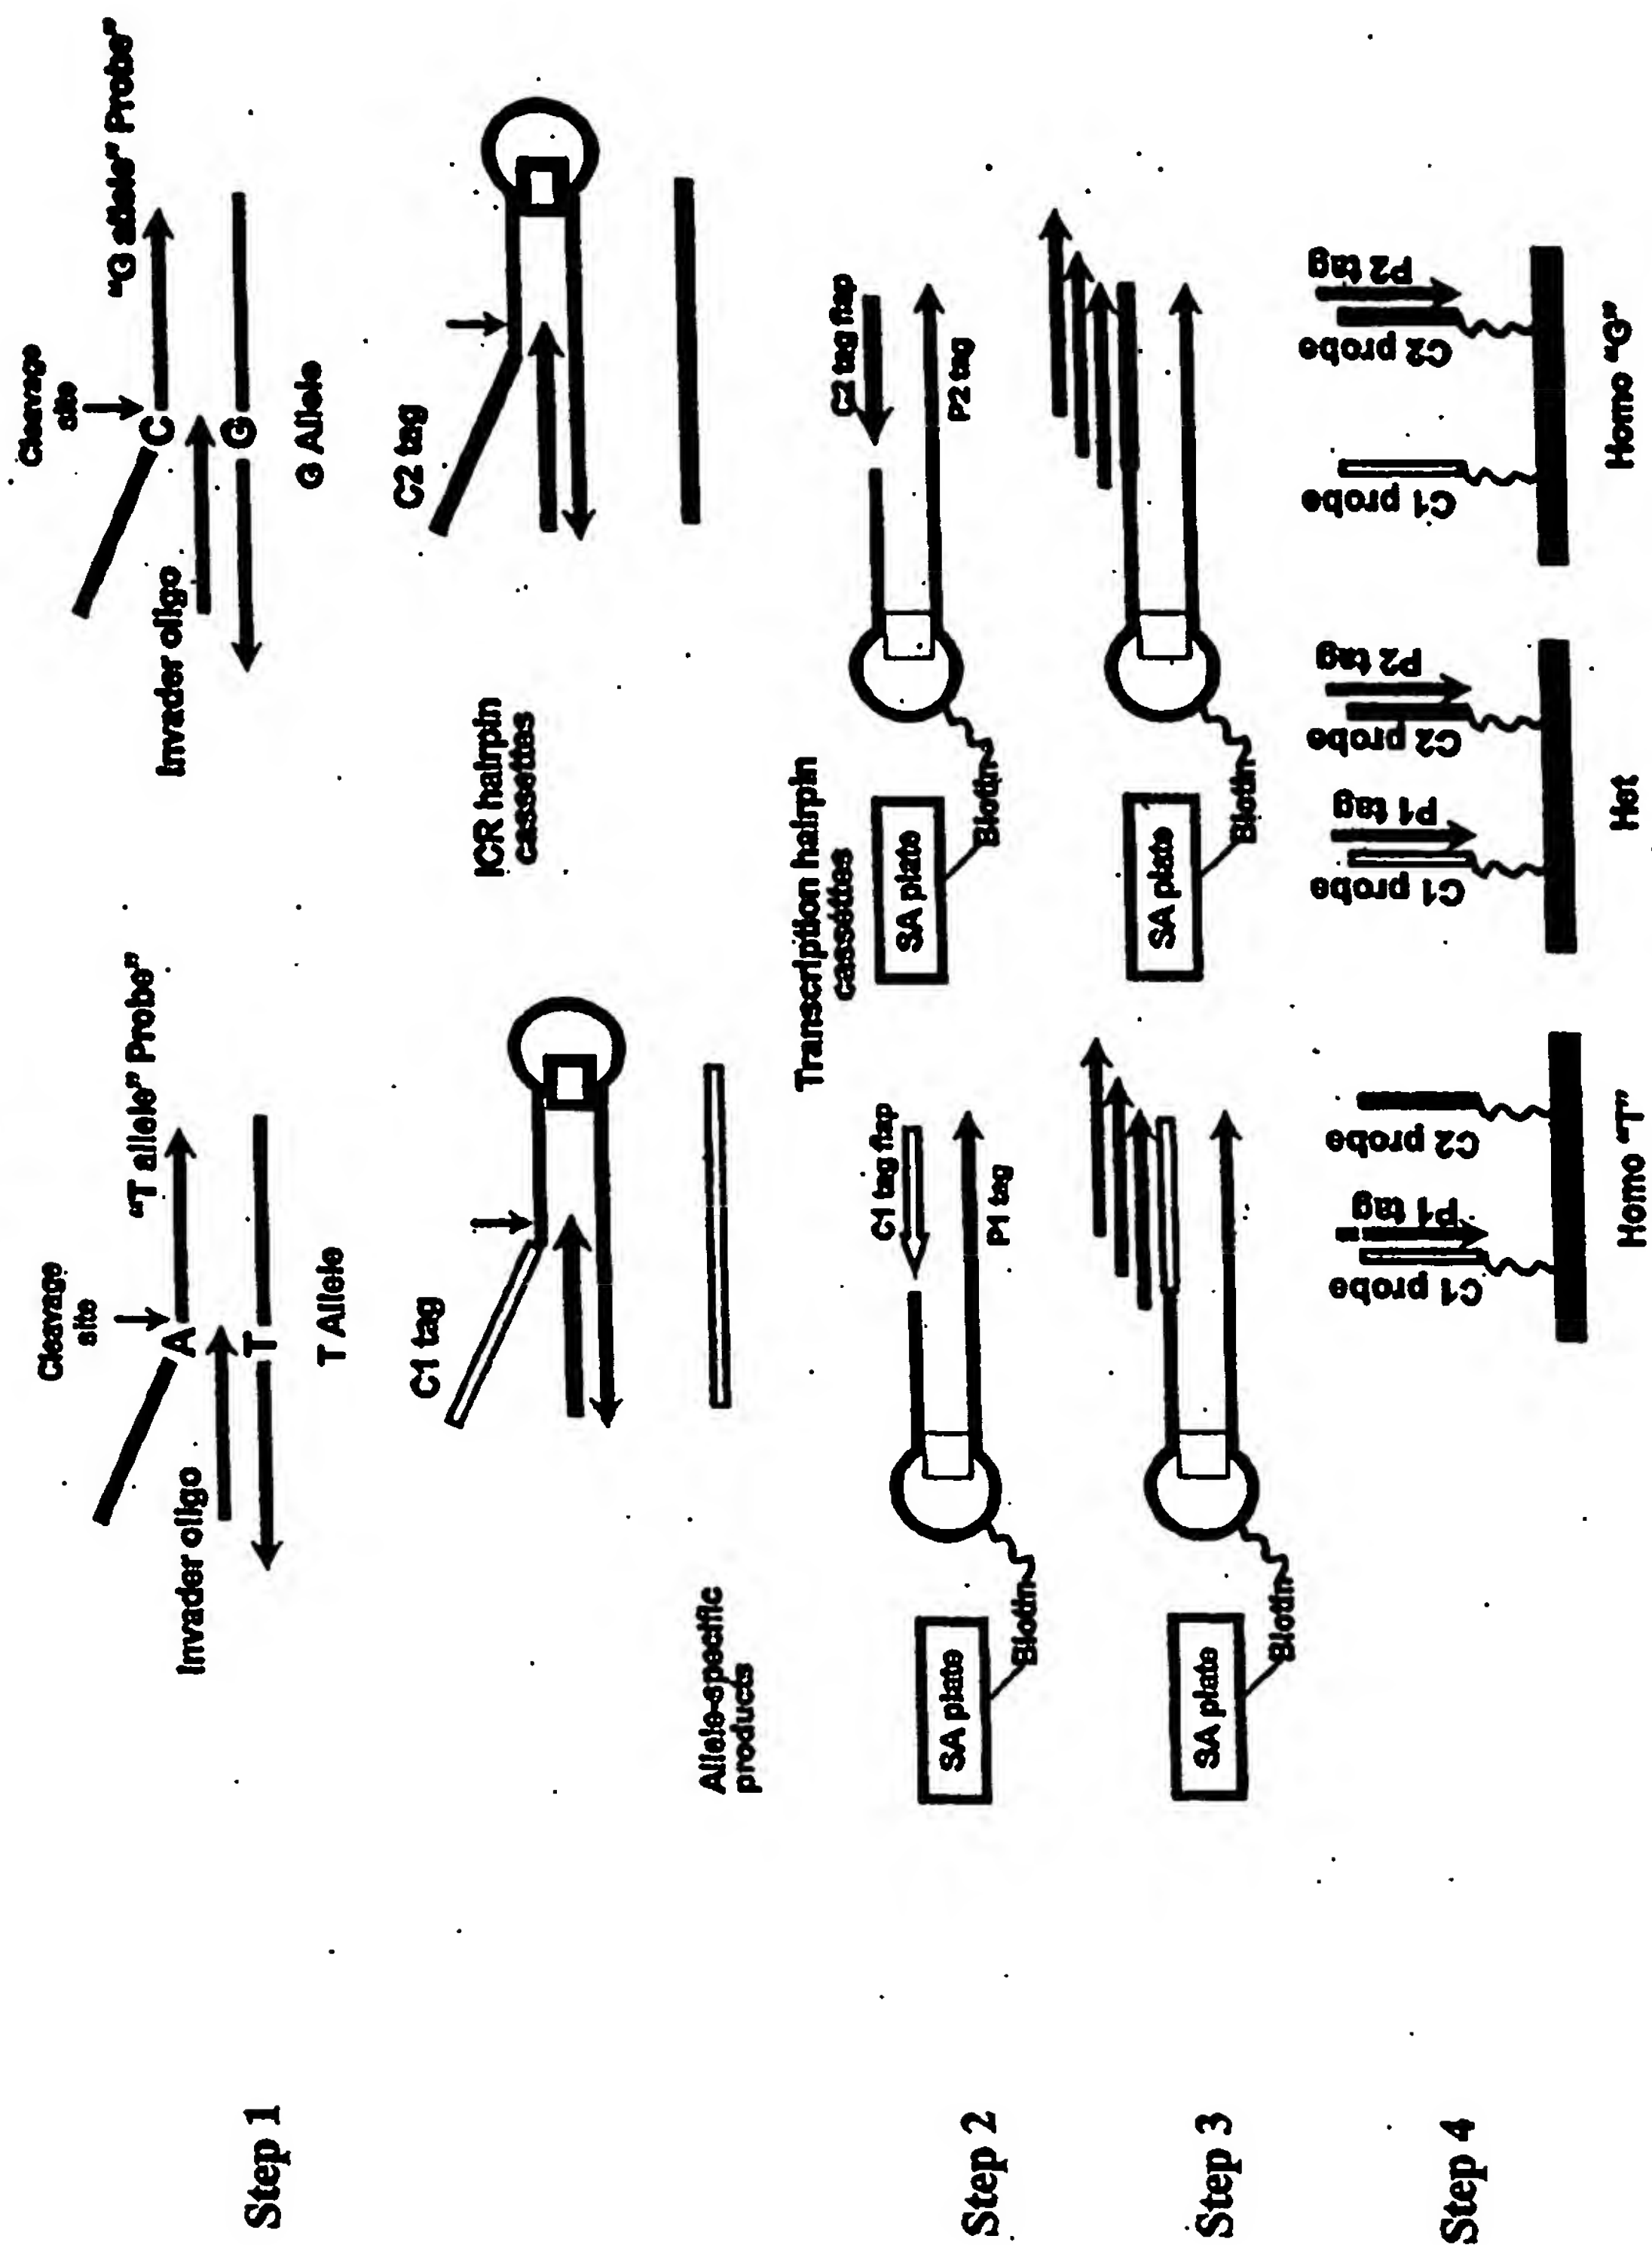 Step 1
Cleavage
site
"T allele" Probe"
A
Invader oligo
T
T Allele
Cleavage
site
"G allele" Probe"
C
Invader oligo
G
G Allele
C1 tag
ICR hairpin
cassettes
C2 tag
Allele-specific
products
Step 2
Transcription hairpin
cassettes
C1 tag flap
P1 tag
SA plate
Biotin
C2 tag flap
P2 tag
SA plate
Biotin
Step 3
SA plate
Biotin
SA plate
Biotin
Step 4
C1 probe
P1 tag
C2 probe
Homo "T"
C1 probe
P1 tag
C2 probe
P2 tag
Het
C1 probe
C2 probe
P2 tag
Homo "G"